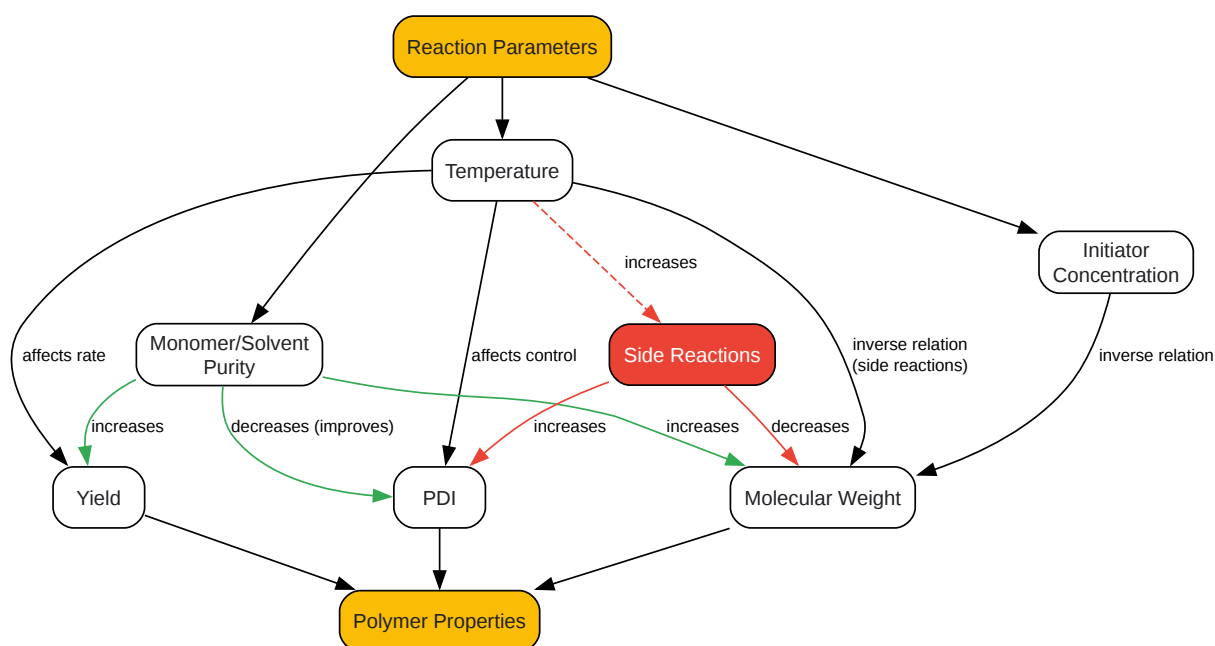 Reaction Parameters
Temperature
Initiator
Concentration
increases
Monomer/Solvent
Purity
Side Reactions
affects rate
affects control
inverse relation
(side reactions)
inverse relation
increases
decreases (improves)
increases
increases
decreases
Yield
PDI
Molecular Weight
Polymer Properties